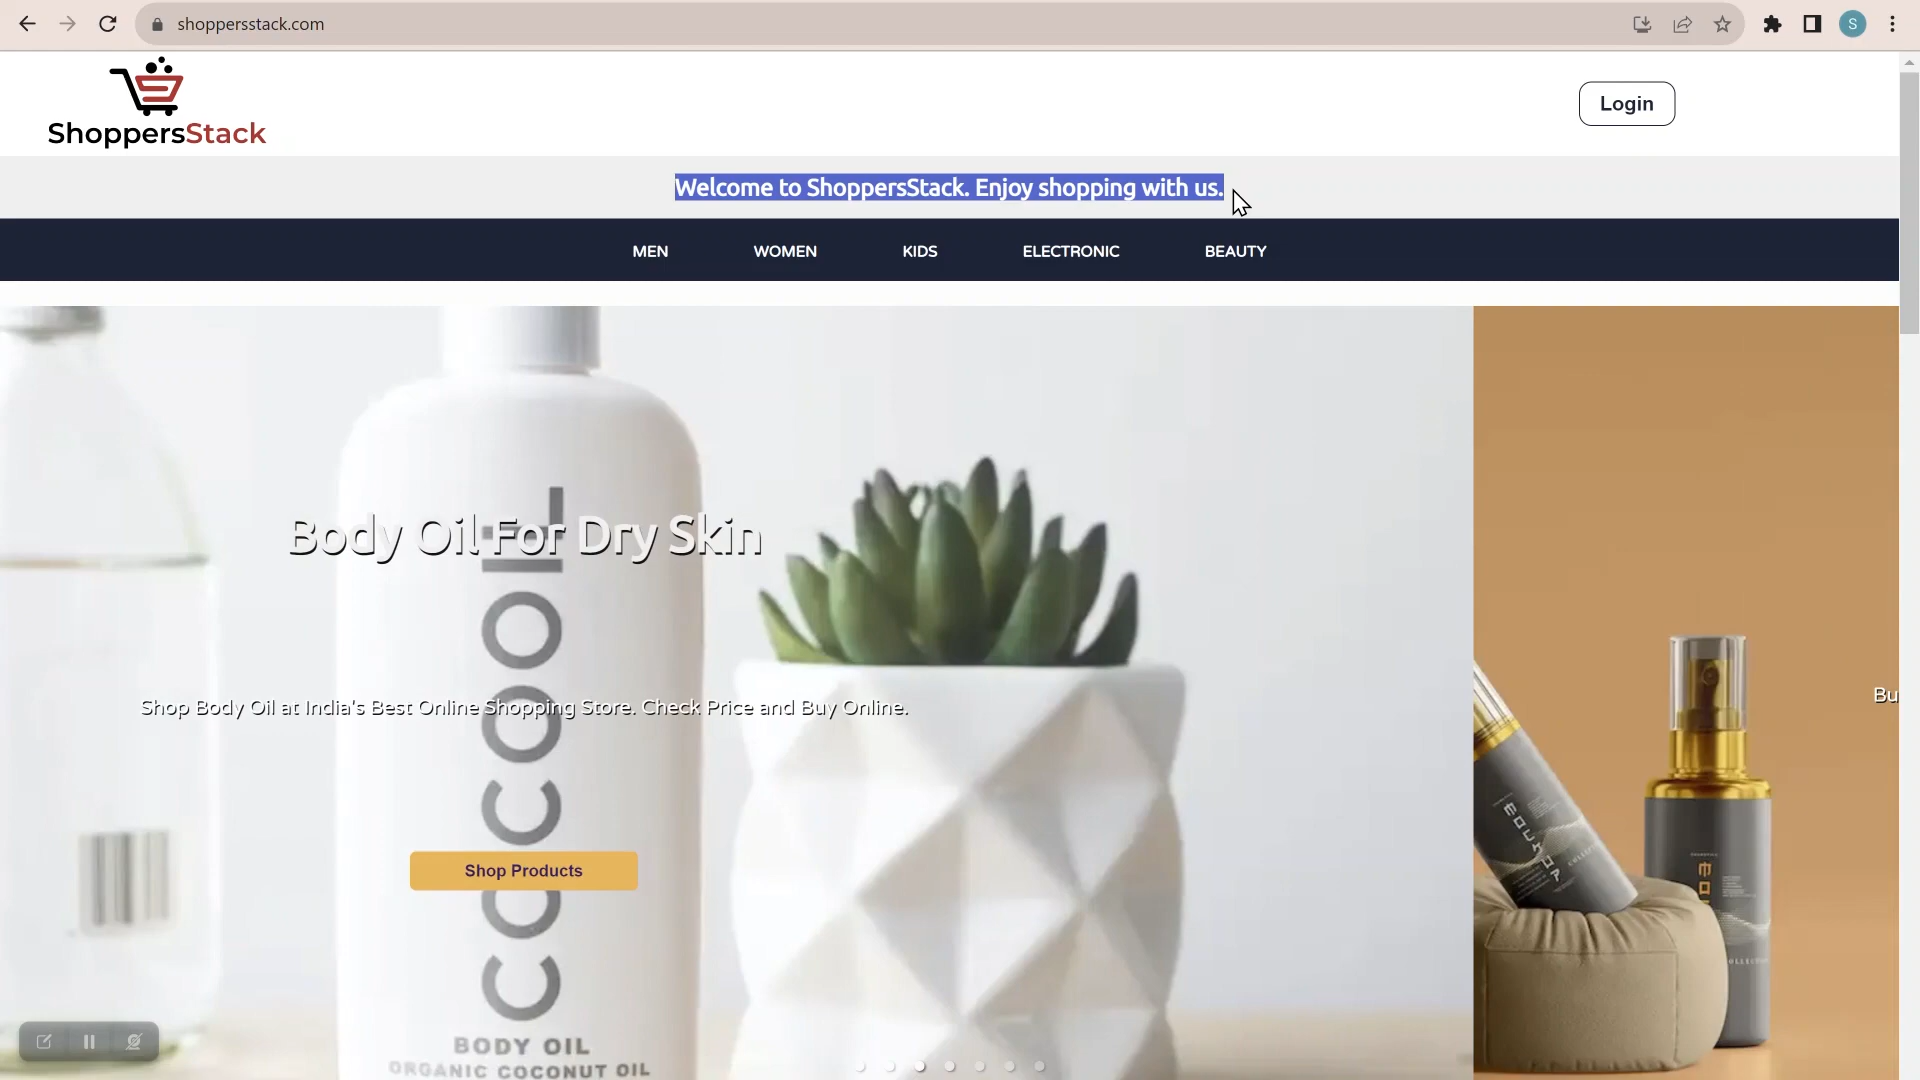 shoppersstack.com
S
ShoppersStack
Login
Welcome to ShoppersStack. Enjoy shopping with us.
MEN
WOMEN
KIDS
ELECTRONIC
BEAUTY
Body Oil For Dry Skin
Shop Body Oil at India's Best Online Shopping Store. Check Price and Buy Online.
Shop Products
COCOOIL
BODY OIL
ORGANIC COCONUT OIL
Bu